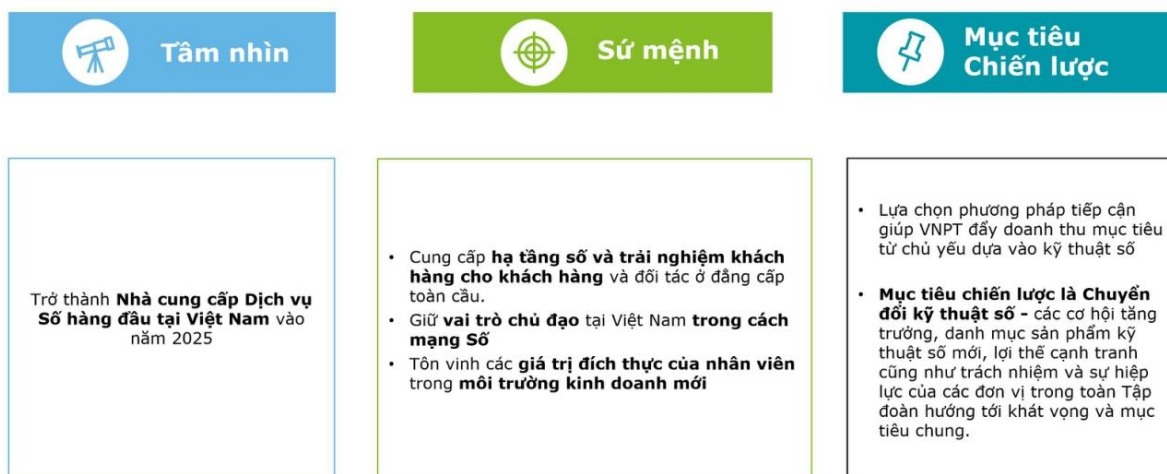 Tầm nhìn
Sứ mệnh
Mục tiêu
Chiến lược
Trở thành Nhà cung cấp Dịch vụ
Số hàng đầu tại Việt Nam vào
năm 2025
• Cung cấp hạ tầng số và trải nghiệm khách
hàng cho khách hàng và đối tác ở đẳng cấp
toàn cầu.
• Giữ vai trò chủ đạo tại Việt Nam trong cách
mạng Số
• Tôn vinh các giá trị đích thực của nhân viên
trong môi trường kinh doanh mới
• Lựa chọn phương pháp tiếp cận
giúp VNPT đẩy doanh thu mục tiêu
từ chủ yếu dựa vào kỹ thuật số
• Mục tiêu chiến lược là Chuyển
đổi kỹ thuật số - các cơ hội tăng
trưởng, danh mục sản phẩm kỹ
thuật số mới, lợi thế cạnh tranh
cũng như trách nhiệm và sự hiệp
lực của các đơn vị trong toàn Tập
đoàn hướng tới khát vọng và mục
tiêu chung.